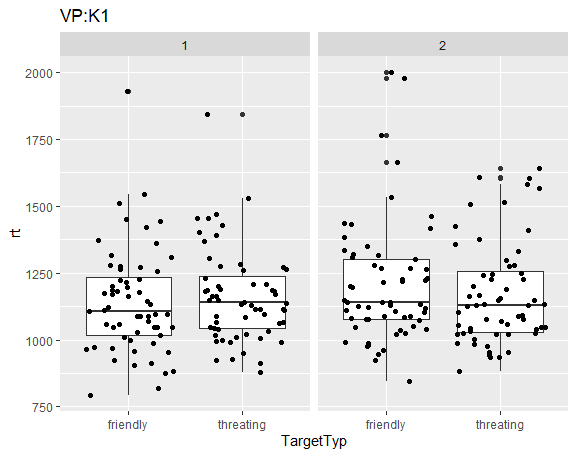 VP:K1
1
2
rt
2000
1750
1500
1250
1000
750
friendly
threating
friendly
threating
TargetTyp